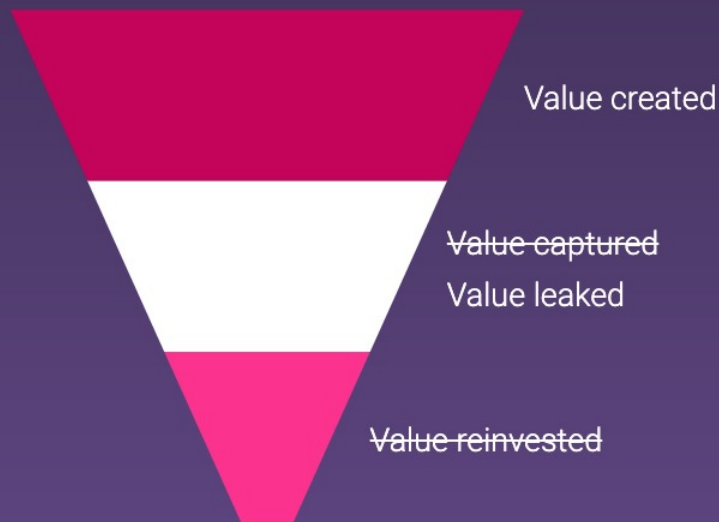 Value created
Value captured
Value leaked
Value reinvested